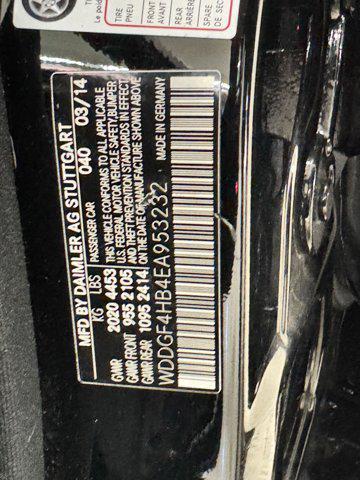 TIRE
PNEU
FRONT
AVANT
REAR
ARRIÈRE
SPARE
DE SEC
MFD BY DAIMLER AG STUTTGART
PASSENGER CAR 040 03/14
KG LBS
GVWR 2020 4453
GAWR FRONT 955 2105
GAWR REAR 1095 2414
THIS VEHICLE CONFORMS TO ALL APPLICABLE
U.S. FEDERAL MOTOR VEHICLE SAFETY, BUMPER
AND THEFT PREVENTION STANDARDS IN EFFECT
ON THE DATE OF MANUFACTURE SHOWN ABOVE
WDDGF4HB4EA953232
MADE IN GERMANY